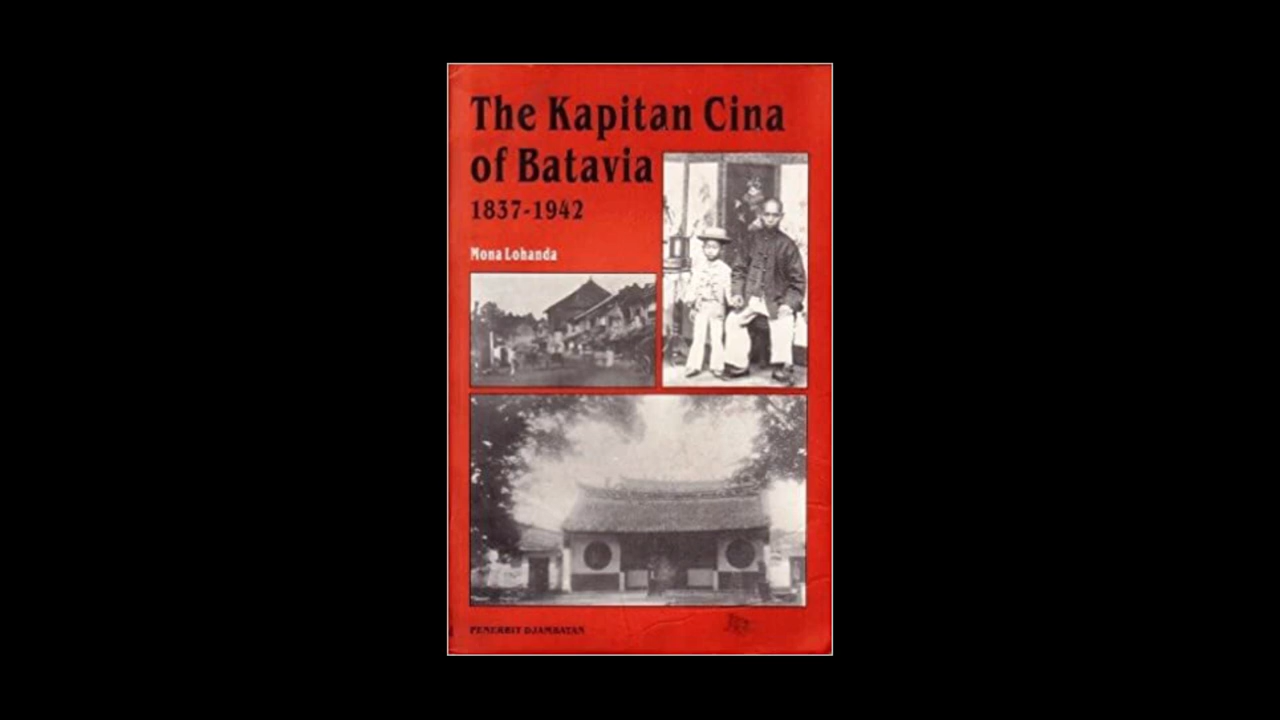 The Kapitan Cina
of Batavia
1837-1942
Mona Lohanda
PENERBIT DJAMBATAN